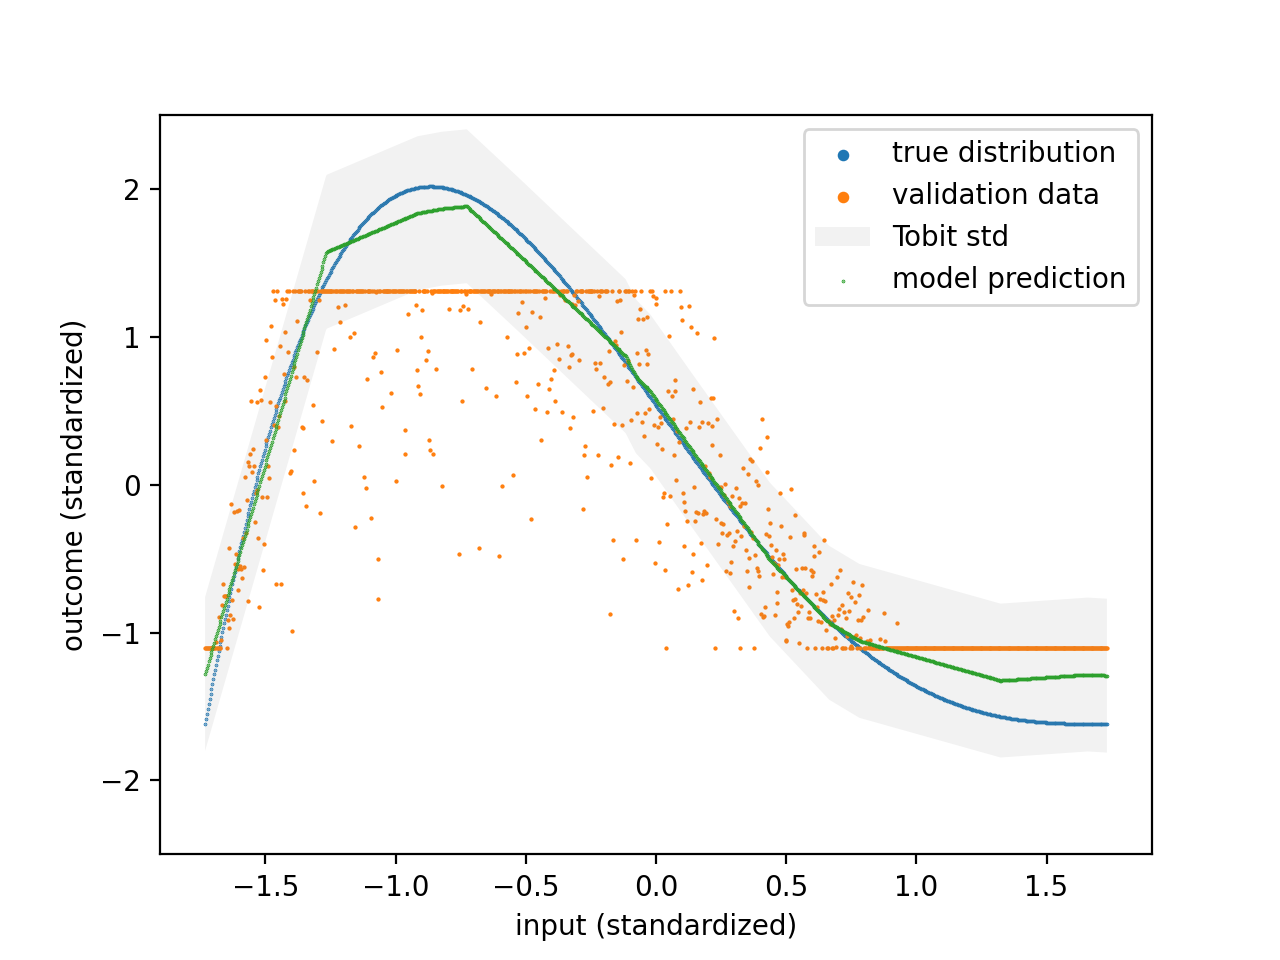 true distribution
validation data
Tobit std
model prediction
2
1
0
−1
−2
outcome (standardized)
−1.5 −1.0 −0.5 0.0 0.5 1.0 1.5
input (standardized)